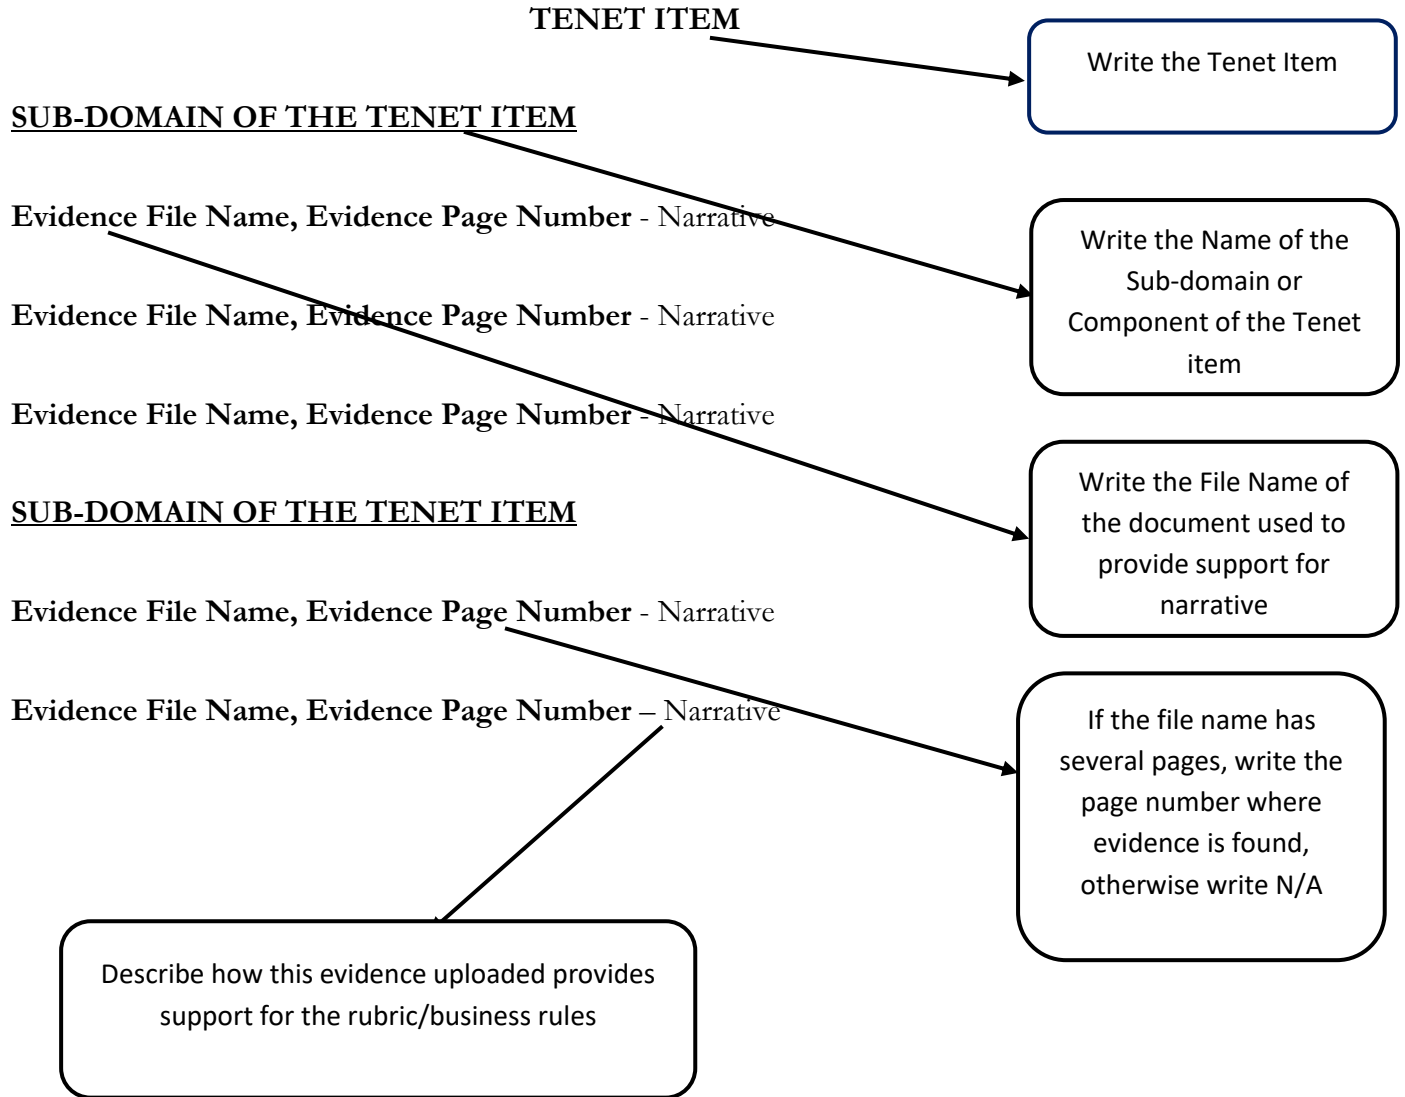 TENET ITEM
Write the Tenet Item
SUB-DOMAIN OF THE TENET ITEM
Evidence File Name, Evidence Page Number - Narrative
Write the Name of the
Sub-domain or
Component of the Tenet
item
Evidence File Name, Evidence Page Number - Narrative
Evidence File Name, Evidence Page Number - Narrative
Write the File Name of
the document used to
provide support for
narrative
SUB-DOMAIN OF THE TENET ITEM
Evidence File Name, Evidence Page Number - Narrative
Evidence File Name, Evidence Page Number – Narrative
If the file name has
several pages, write the
page number where
evidence is found,
otherwise write N/A
Describe how this evidence uploaded provides
support for the rubric/business rules